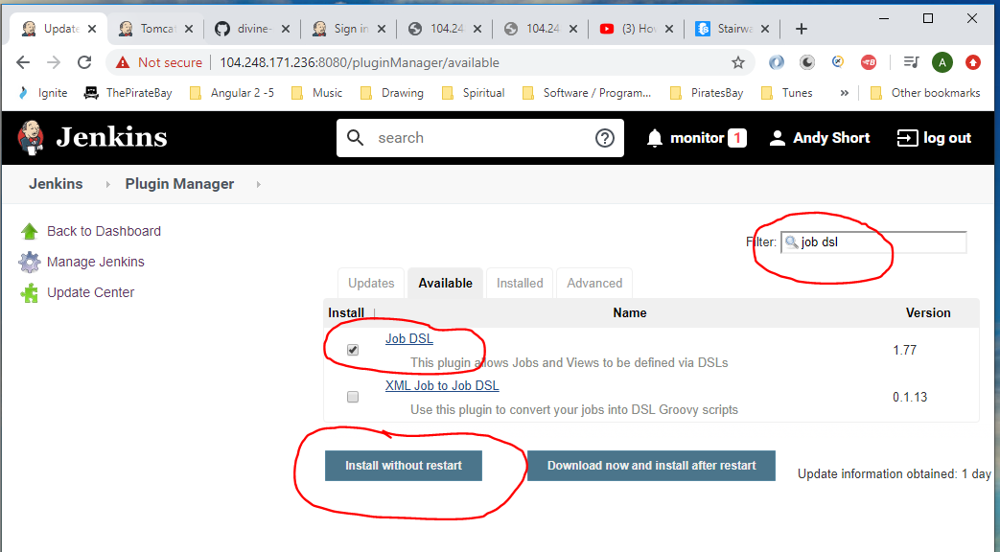 Update
Tomca
divine-
Sign in
104.24
104.24
(3) Ho
Stairwa
Not secure
104.248.171.236:8080/pluginManager/available
A
Ignite
ThePirateBay
Angular 2 -5
Music
Drawing
Spiritual
Software / Program...
PiratesBay
Tunes
»
Other bookmarks
Jenkins
search
monitor 1
Andy Short
log out
Jenkins
Plugin Manager
Back to Dashboard
Manage Jenkins
Update Center
Filter: job dsl
Updates
Available
Installed
Advanced
Install
Name
Version
Job DSL
This plugin allows Jobs and Views to be defined via DSLs
1.77
XML Job to Job DSL
Use this plugin to convert your jobs into DSL Groovy scripts
0.1.13
Install without restart
Download now and install after restart
Update information obtained: 1 day